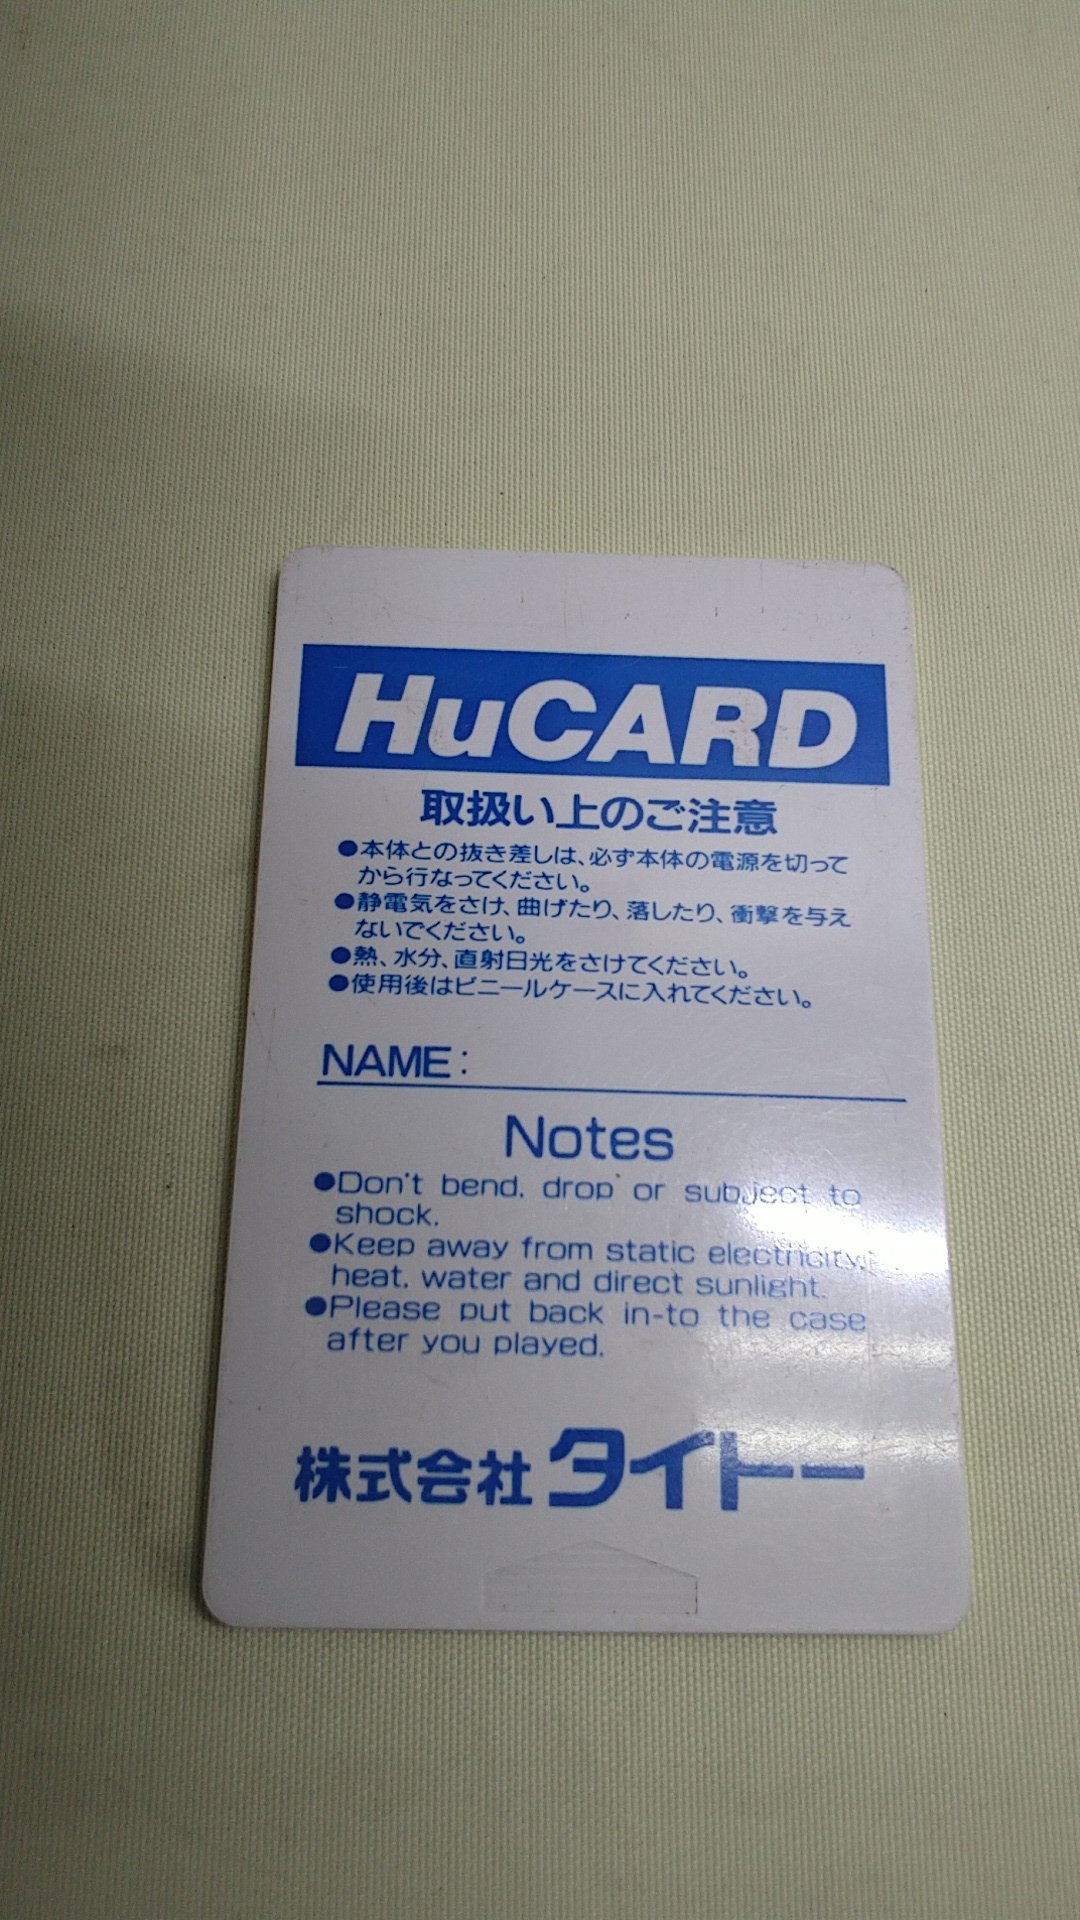 HuCARD
取扱い上のご注意
●本体との抜き差しは、必ず本体の電源を切って
から行なってください。
●静電気をさけ、曲げたり、落したり、衝撃を与え
ないでください。
●熱、水分、直射日光をさけてください。
●使用後はビニールケースに入れてください。
NAME:
Notes
●Don't bend, drop or subject to
shock.
●Keep away from static electricity,
heat, water and direct sunlight.
●Please put back in-to the case
after you played.
株式会社タイトー